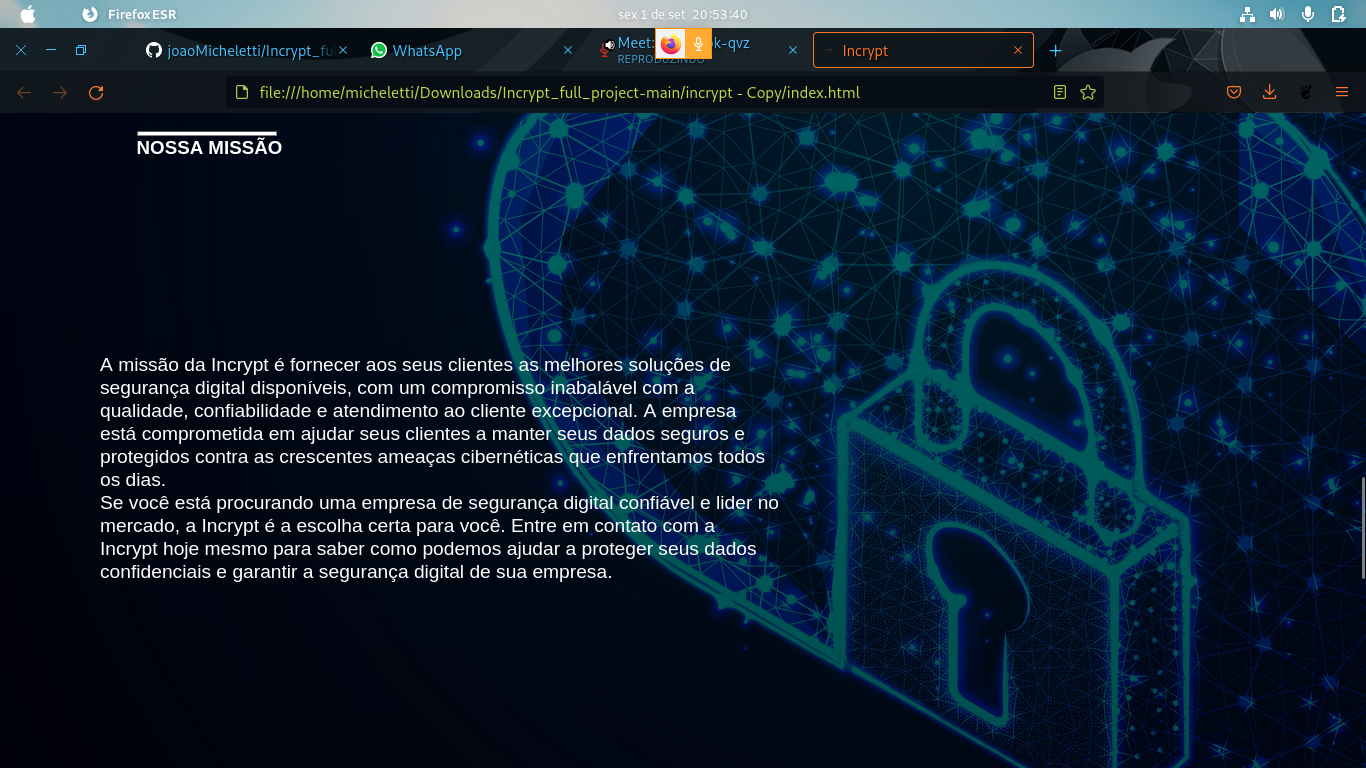 Firefox ESR
sex 1 de set 20:53:40
joaoMicheletti/Incrypt_fu
WhatsApp
Meet:
k-qvz
REPRODUZINDO
Incrypt
file:///home/micheletti/Downloads/Incrypt_full_project-main/incrypt - Copy/index.html
NOSSA MISSÃO
A missão da Incrypt é fornecer aos seus clientes as melhores soluções de
segurança digital disponíveis, com um compromisso inabalável com a
qualidade, confiabilidade e atendimento ao cliente excepcional. A empresa
está comprometida em ajudar seus clientes a manter seus dados seguros e
protegidos contra as crescentes ameaças cibernéticas que enfrentamos todos
os dias.
Se você está procurando uma empresa de segurança digital confiável e lider no
mercado, a Incrypt é a escolha certa para você. Entre em contato com a
Incrypt hoje mesmo para saber como podemos ajudar a proteger seus dados
confidenciais e garantir a segurança digital de sua empresa.